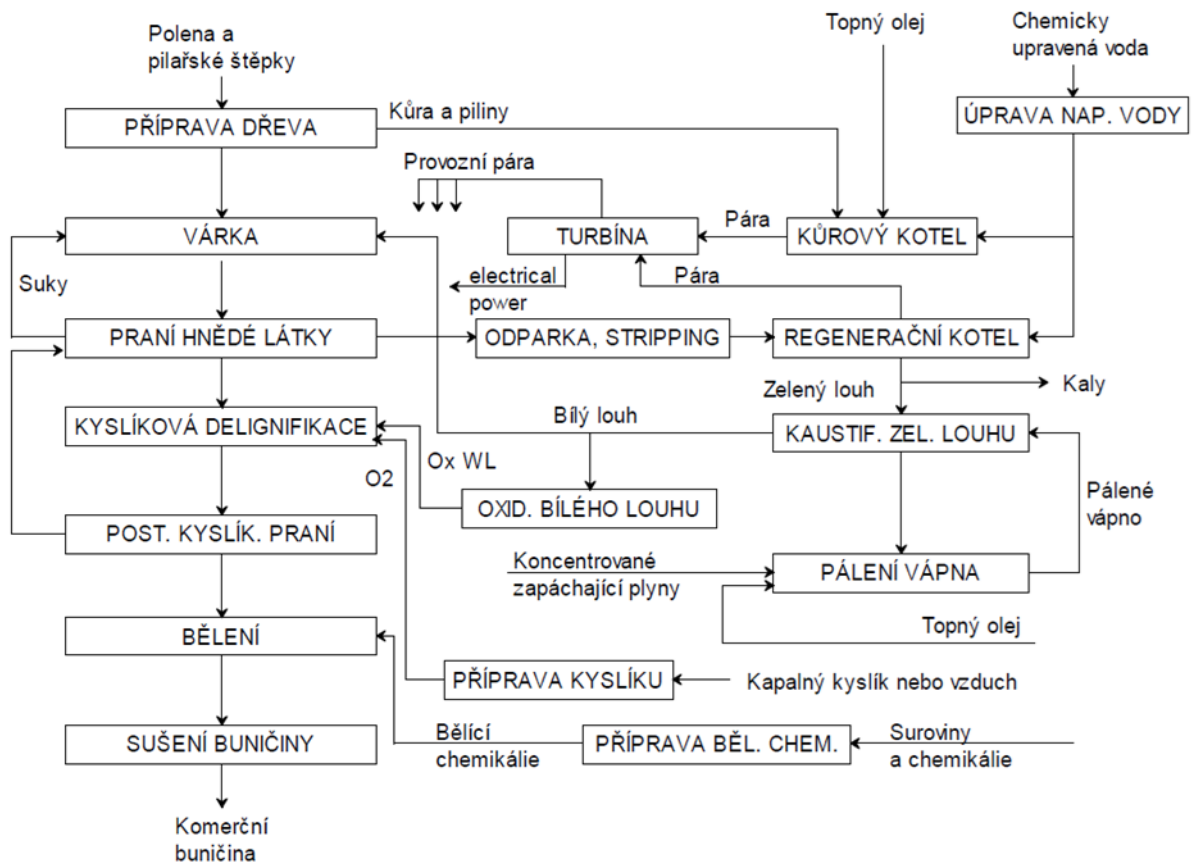 Polena a
pilařské štěpky
Topný olej
Chemicky
upravená voda
PŘÍPRAVA DŘEVA
Kůra a piliny
ÚPRAVA NAP. VODY
Provozní pára
VÁRKA
TURBÍNA
Pára
KŮROVÝ KOTEL
Suky
electrical
power
Pára
PRANÍ HNĚDÉ LÁTKY
ODPARKA, STRIPPING
REGENERAČNÍ KOTEL
Zelený louh
Kaly
KYSLÍKOVÁ DELIGNIFIKACE
Bílý louh
KAUSTIF. ZEL. LOUHU
Ox WL
O2
OXID. BÍLÉHO LOUHU
Pálené
vápno
POST. KYSLÍK. PRANÍ
Koncentrované
zapáchající plyny
PÁLENÍ VÁPNA
Topný olej
BĚLENÍ
PŘÍPRAVA KYSLÍKU
Kapalný kyslík nebo vzduch
SUŠENÍ BUNIČINY
Bělící
chemikálie
PŘÍPRAVA BĚL. CHEM.
Suroviny
a chemikálie
Komerční
buničina